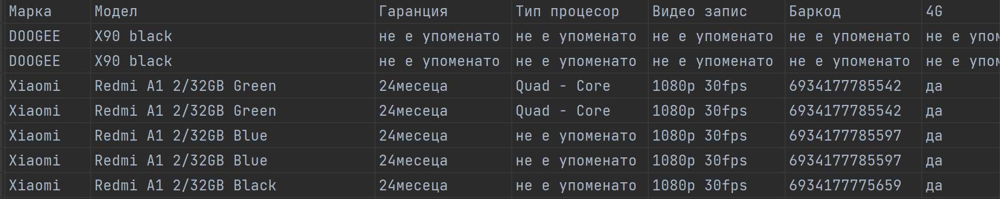 Марка Модел Гаранция Тип процесор Видео запис Баркод 4G
DOOGEE X90 black не е упоменато не е упоменато не е упоменато не е упоменато не е упом
DOOGEE X90 black не е упоменато не е упоменато не е упоменато не е упоменато не е упом
Xiaomi Redmi A1 2/32GB Green 24месеца Quad - Core 1080p 30fps 6934177785542 да
Xiaomi Redmi A1 2/32GB Green 24месеца Quad - Core 1080p 30fps 6934177785542 да
Xiaomi Redmi A1 2/32GB Blue 24месеца не е упоменато 1080p 30fps 6934177785597 да
Xiaomi Redmi A1 2/32GB Blue 24месеца не е упоменато 1080p 30fps 6934177785597 да
Xiaomi Redmi A1 2/32GB Black 24месеца не е упоменато 1080p 30fps 6934177775659 да